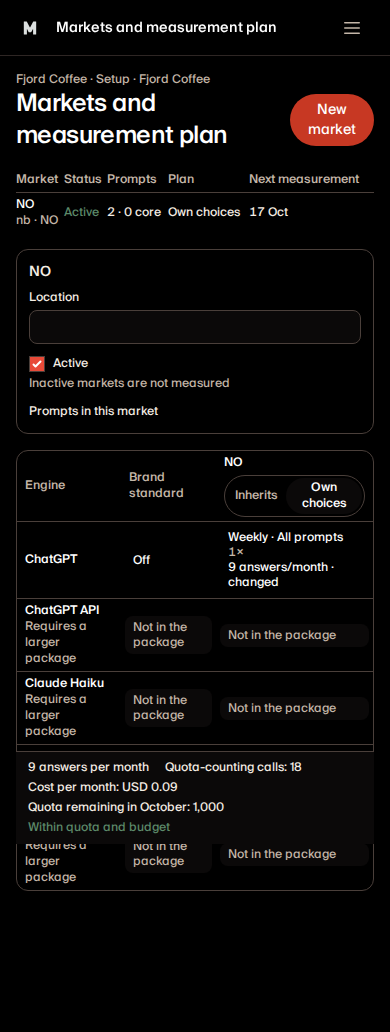 M Markets and measurement plan
Fjord Coffee · Setup · Fjord Coffee
Markets and
measurement plan
New
market
Market Status Prompts Plan Next measurement
NO
nb · NO Active 2 · 0 core Own choices 17 Oct
NO
Location
Active
Inactive markets are not measured
Prompts in this market
Engine
Brand
standard
NO
Inherits
Own
choices
ChatGPT
Off
Weekly · All prompts
1×
9 answers/month ·
changed
ChatGPT API
Requires a
larger
package
Not in the
package
Not in the package
Claude Haiku
Requires a
larger
package
Not in the
package
Not in the package
9 answers per month Quota-counting calls: 18
Cost per month: USD 0.09
Quota remaining in October: 1,000
Within quota and budget
Requires a
larger
package
Not in the
package
Not in the package